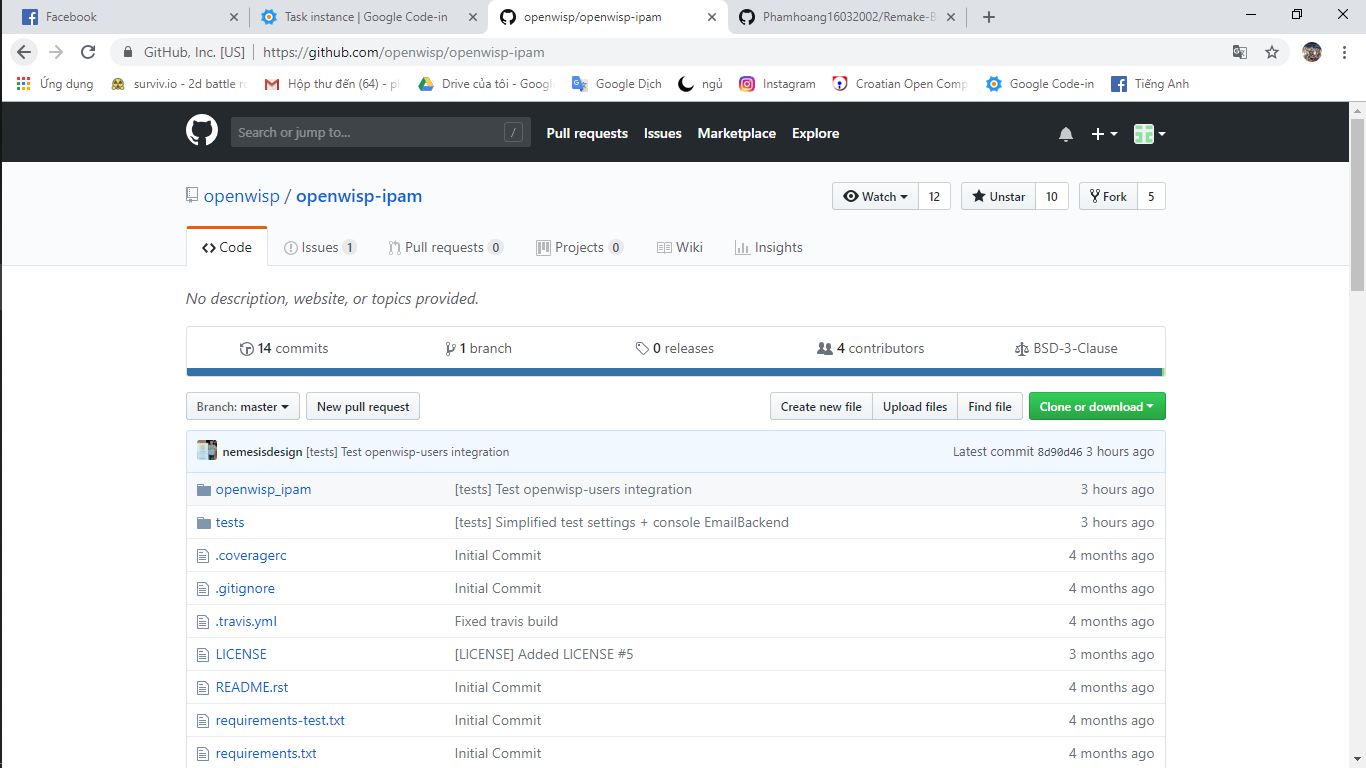 Facebook
Task instance | Google Code-in
openwisp/openwisp-ipam
Phamhoang16032002/Remake-B
GitHub, Inc. [US] | https://github.com/openwisp/openwisp-ipam
Ứng dụng
surviv.io - 2d battle ro
Hộp thư đến (64) - ph
Drive của tôi - Google
Google Dịch
ngủ
Instagram
Croatian Open Comp
Google Code-in
Tiếng Anh
Search or jump to... /
Pull requests Issues Marketplace Explore
openwisp / openwisp-ipam
Watch 12 Unstar 10 Fork 5
Code Issues 1 Pull requests 0 Projects 0 Wiki Insights
No description, website, or topics provided.
14 commits 1 branch 0 releases 4 contributors BSD-3-Clause
Branch: master New pull request Create new file Upload files Find file Clone or download
nemesisdesign [tests] Test openwisp-users integration Latest commit 8d90d46 3 hours ago
openwisp_ipam [tests] Test openwisp-users integration 3 hours ago
tests [tests] Simplified test settings + console EmailBackend 3 hours ago
.coveragerc Initial Commit 4 months ago
.gitignore Initial Commit 4 months ago
.travis.yml Fixed travis build 4 months ago
LICENSE [LICENSE] Added LICENSE #5 3 months ago
README.rst Initial Commit 4 months ago
requirements-test.txt Initial Commit 4 months ago
requirements.txt Initial Commit 4 months ago